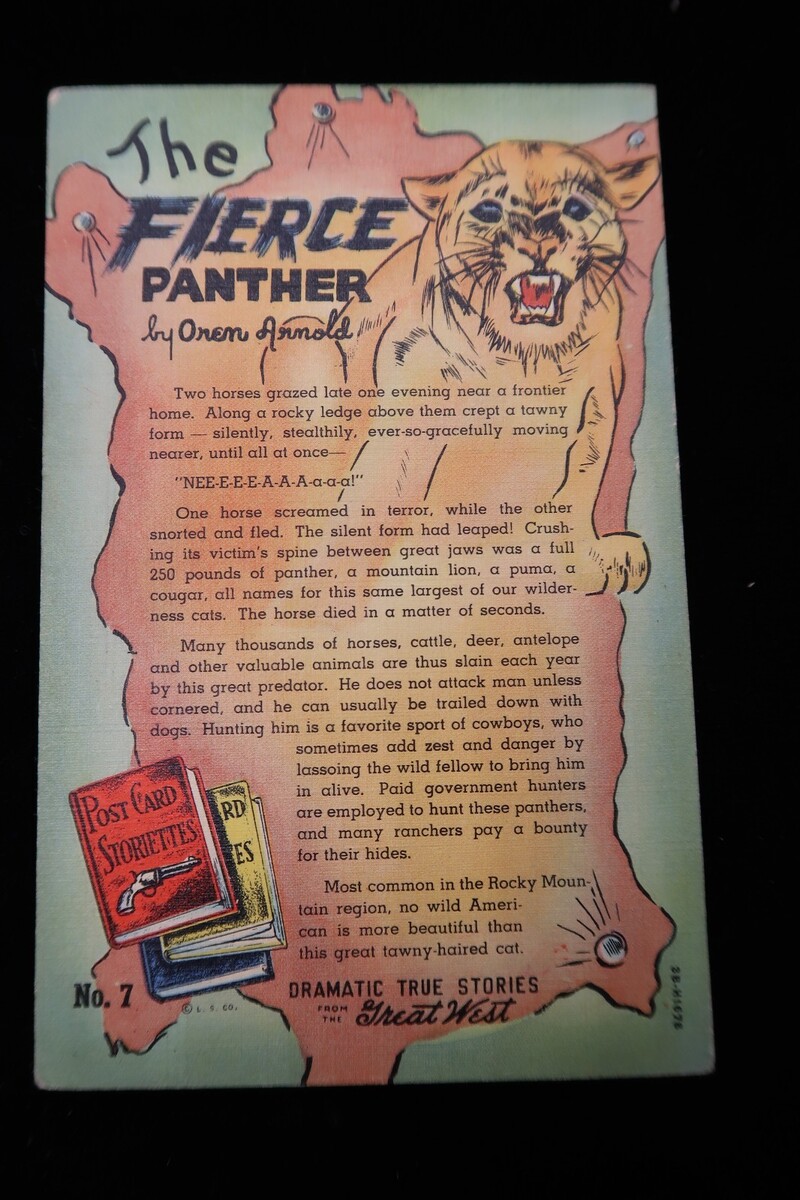 The
FIERCE
PANTHER
by Oren Arnold
Two horses grazed late one evening near a frontier
home. Along a rocky ledge above them crept a tawny
form — silently, stealthily, ever-so-gracefully moving
nearer, until all at once—
"NEE-E-E-E-A-A-A-a-a-a!"
One horse screamed in terror, while the other
snorted and fled. The silent form had leaped! Crush-
ing its victim's spine between great jaws was a full
250 pounds of panther, a mountain lion, a puma, a
cougar, all names for this same largest of our wilder-
ness cats. The horse died in a matter of seconds.
Many thousands of horses, cattle, deer, antelope
and other valuable animals are thus slain each year
by this great predator. He does not attack man unless
cornered, and he can usually be trailed down with
dogs. Hunting him is a favorite sport of cowboys, who
sometimes add zest and danger by
lassoing the wild fellow to bring him
in alive. Paid government hunters
are employed to hunt these panthers,
and many ranchers pay a bounty
for their hides.
Most common in the Rocky Moun-
tain region, no wild Ameri-
can is more beautiful than
this great tawny-haired cat.
POST CARD
STORIETTES
RD
ES
No. 7
© L. S. CO.
DRAMATIC TRUE STORIES
FROM
THE
Great West